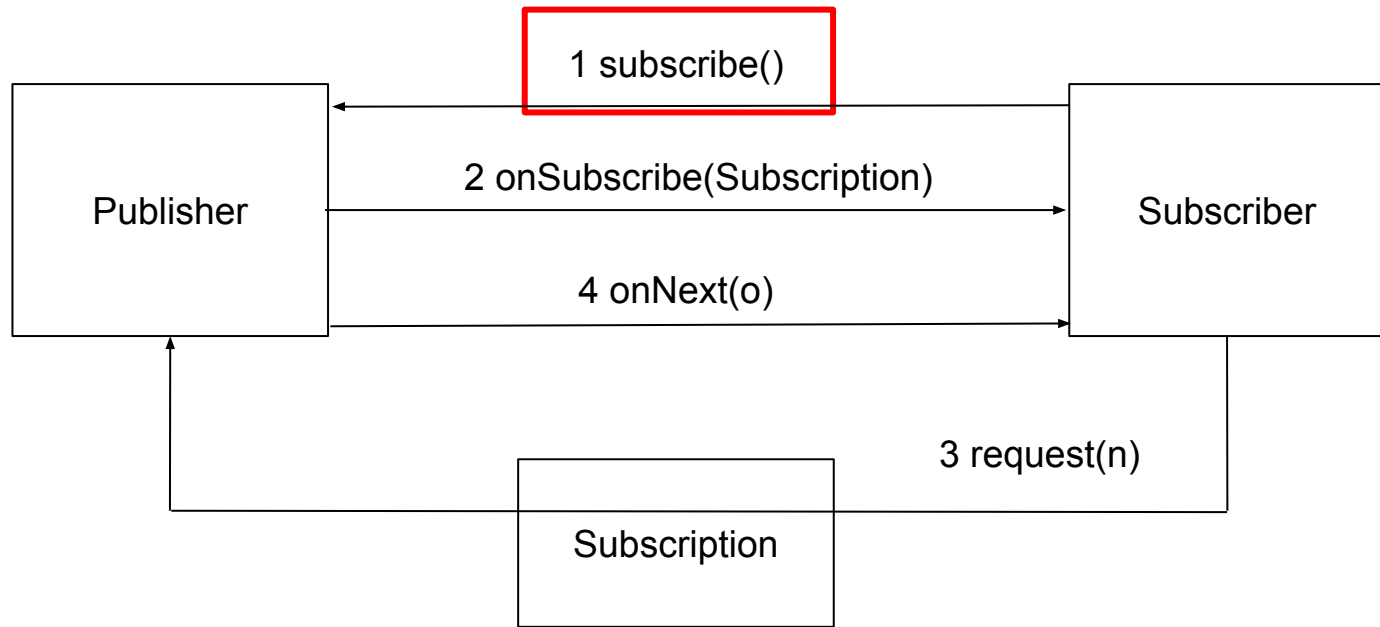 1 subscribe()
2 onSubscribe(Subscription)
Publisher
Subscriber
4 onNext(o)
3 request(n)
Subscription